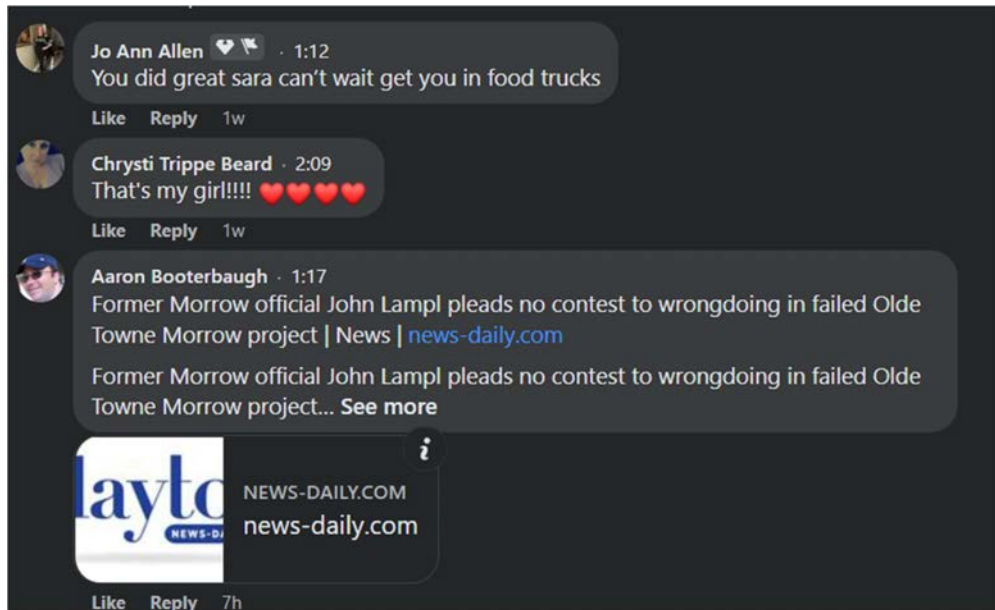 Jo Ann Allen · 1:12
You did great sara can't wait get you in food trucks
Like Reply 1w
Chrysti Trippe Beard · 2:09
That's my girl!!!! ❤️❤️❤️❤️
Like Reply 1w
Aaron Booterbaugh · 1:17
Former Morrow official John Lampl pleads no contest to wrongdoing in failed Olde
Towne Morrow project | News | news-daily.com
Former Morrow official John Lampl pleads no contest to wrongdoing in failed Olde
Towne Morrow project... See more
i
layto
NEWS-DA
NEWS-DAILY.COM
news-daily.com
Like Reply 7h